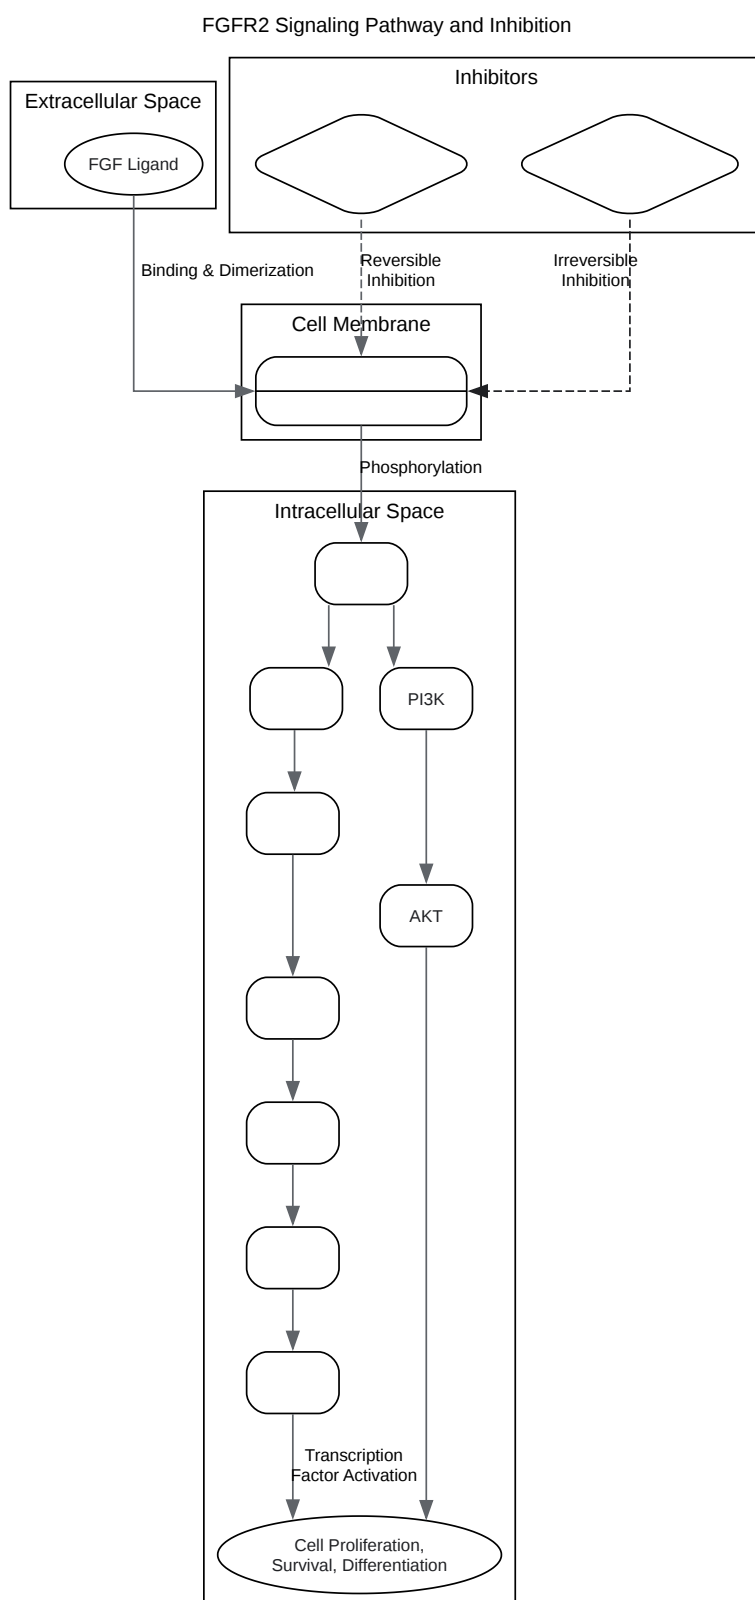 FGFR2 Signaling Pathway and Inhibition
Inhibitors
Extracellular Space
FGF Ligand
Binding & Dimerization
Reversible
Inhibition
Irreversible
Inhibition
Cell Membrane
Phosphorylation
Intracellular Space
PI3K
AKT
Transcription
Factor Activation
Cell Proliferation,
Survival, Differentiation